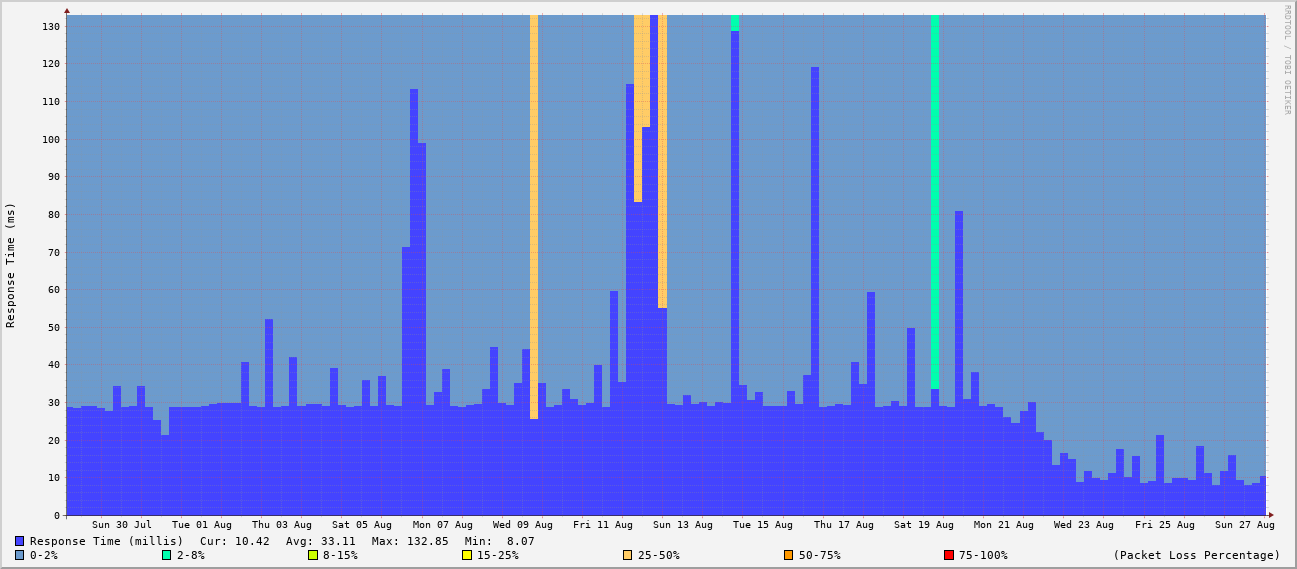 RRDTOOL / TOBI OETIKER
Response Time (ms)
130
120
110
100
90
80
70
60
50
40
30
20
10
0
Sun 30 Jul Tue 01 Aug Thu 03 Aug Sat 05 Aug Mon 07 Aug Wed 09 Aug Fri 11 Aug Sun 13 Aug Tue 15 Aug Thu 17 Aug Sat 19 Aug Mon 21 Aug Wed 23 Aug Fri 25 Aug Sun 27 Aug
Response Time (millis) Cur: 10.42 Avg: 33.11 Max: 132.85 Min: 8.07
0-2% 2-8% 8-15% 15-25% 25-50% 50-75% 75-100% (Packet Loss Percentage)